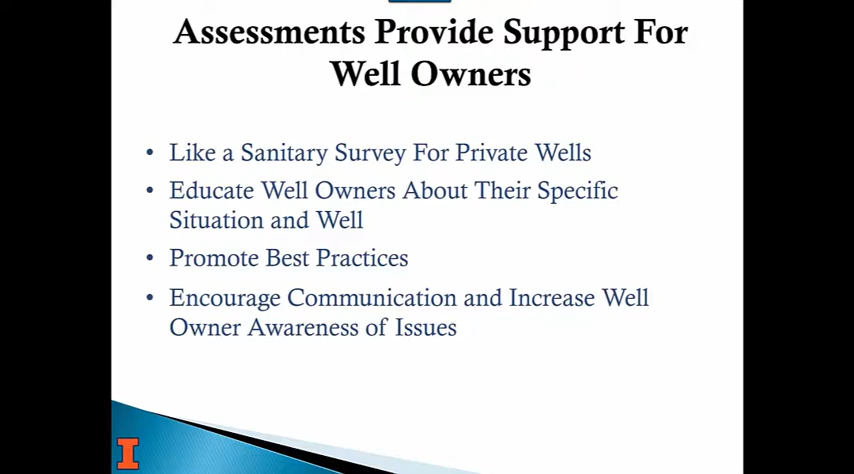 Assessments Provide Support For
Well Owners
• Like a Sanitary Survey For Private Wells
• Educate Well Owners About Their Specific
Situation and Well
• Promote Best Practices
• Encourage Communication and Increase Well
Owner Awareness of Issues
I